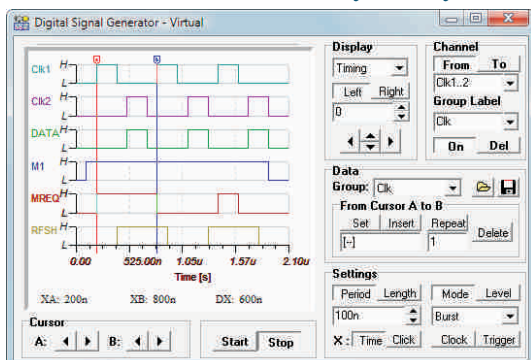 Digital Signal Generator - Virtual
Clk1 H L
Clk2 H L
DATA H L
M1 H L
MREQ H L
RFSH H L
a b
0.00 525.00n 1.05u 1.57u 2.10u
Time [s]
XA: 200n XB: 800n DX: 600n
Cursor
A: B:
Start Stop
Display
Timing
Left Right
0
Channel
From To
Clk1..2
Group Label
Clk
On Del
Data
Group: Clk
From Cursor A to B
Set Insert Repeat
[--] 1 Delete
Settings
Period Length Mode Level
100n Burst
X : Time Click Clock Trigger